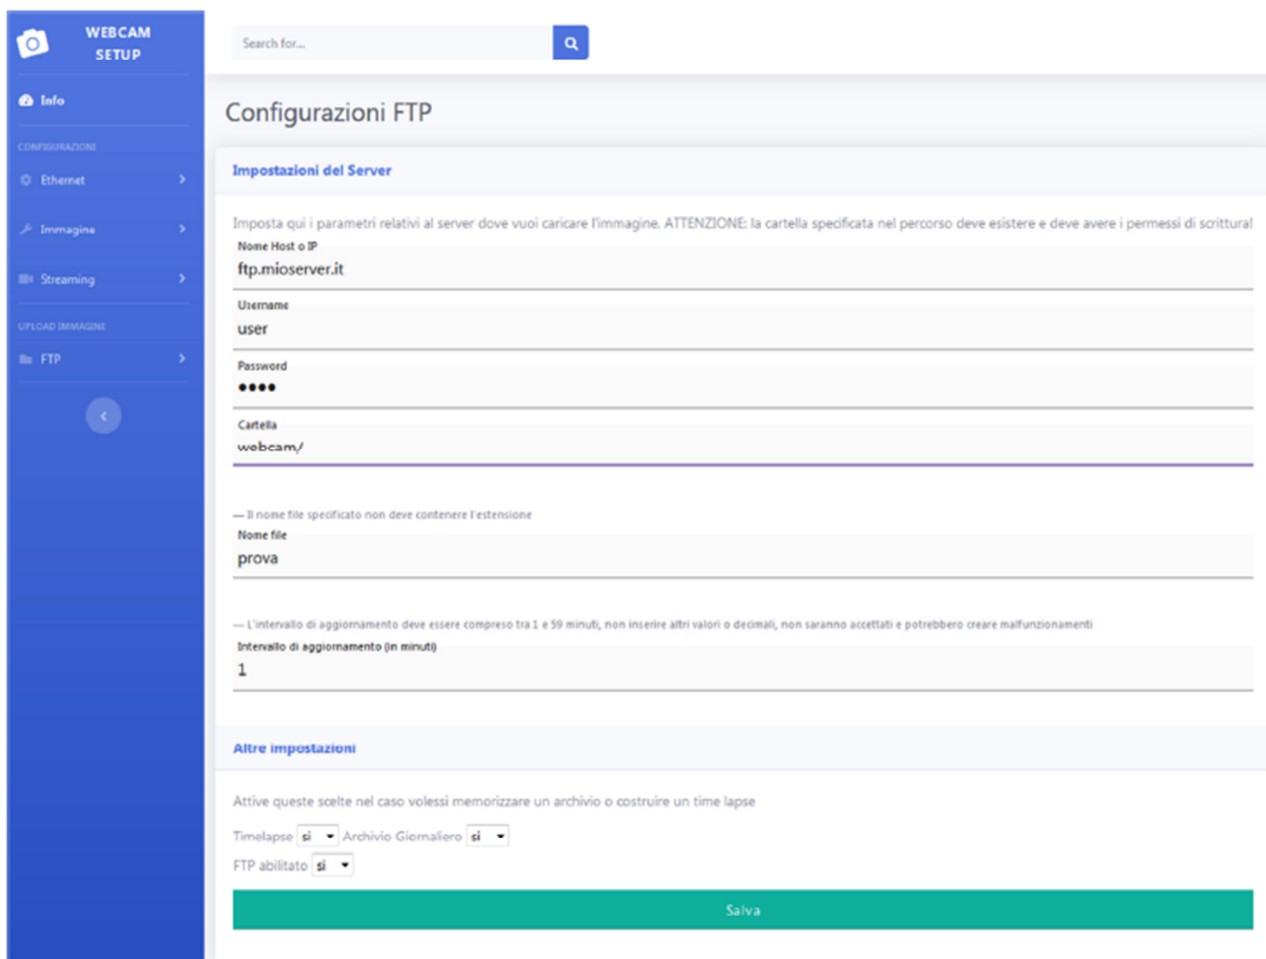 WEBCAM
SETUP
Search for...
Info
CONFIGURAZIONI
Ethernet
Immagine
Streaming
UPLOAD IMMAGINE
FTP
Configurazioni FTP
Impostazioni del Server
Imposta qui i parametri relativi al server dove vuoi caricare l'immagine. ATTENZIONE: la cartella specificata nel percorso deve esistere e deve avere i permessi di scrittura!
Nome Host o IP
ftp.mioserver.it
Username
user
Password
••••
Cartella
webcam/
— Il nome file specificato non deve contenere l'estensione
Nome file
prova
— L'intervallo di aggiornamento deve essere compreso tra 1 e 59 minuti, non inserire altri valori o decimali, non saranno accettati e potrebbero creare malfunzionamenti
Intervallo di aggiornamento (in minuti)
1
Altre impostazioni
Attive queste scelte nel caso volessi memorizzare un archivio o costruire un time lapse
Timelapse si Archivio Giornaliero si
FTP abilitato si
Salva